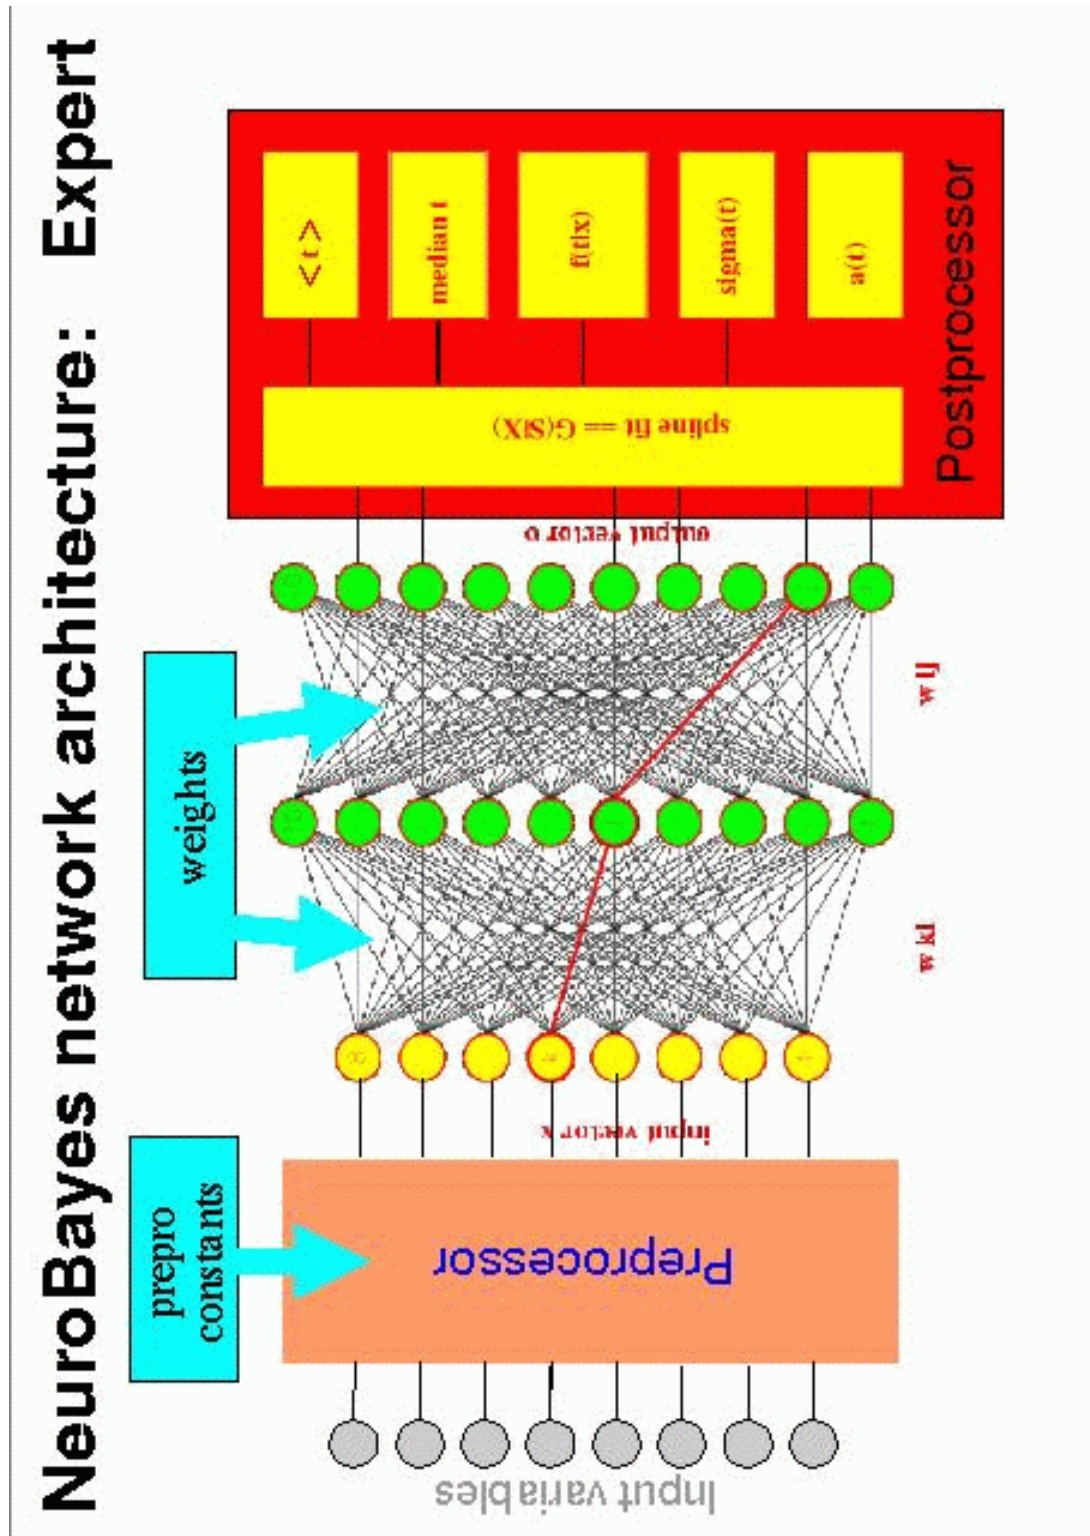 NeuroBayes network architecture: Expert
Input variables
Preprocessor
prepro
constants
input vector x
weights
w kl
w lj
output vector o
Postprocessor
spline fit == G(S|X)
< t >
median t
f(t|x)
sigma(t)
a(t)